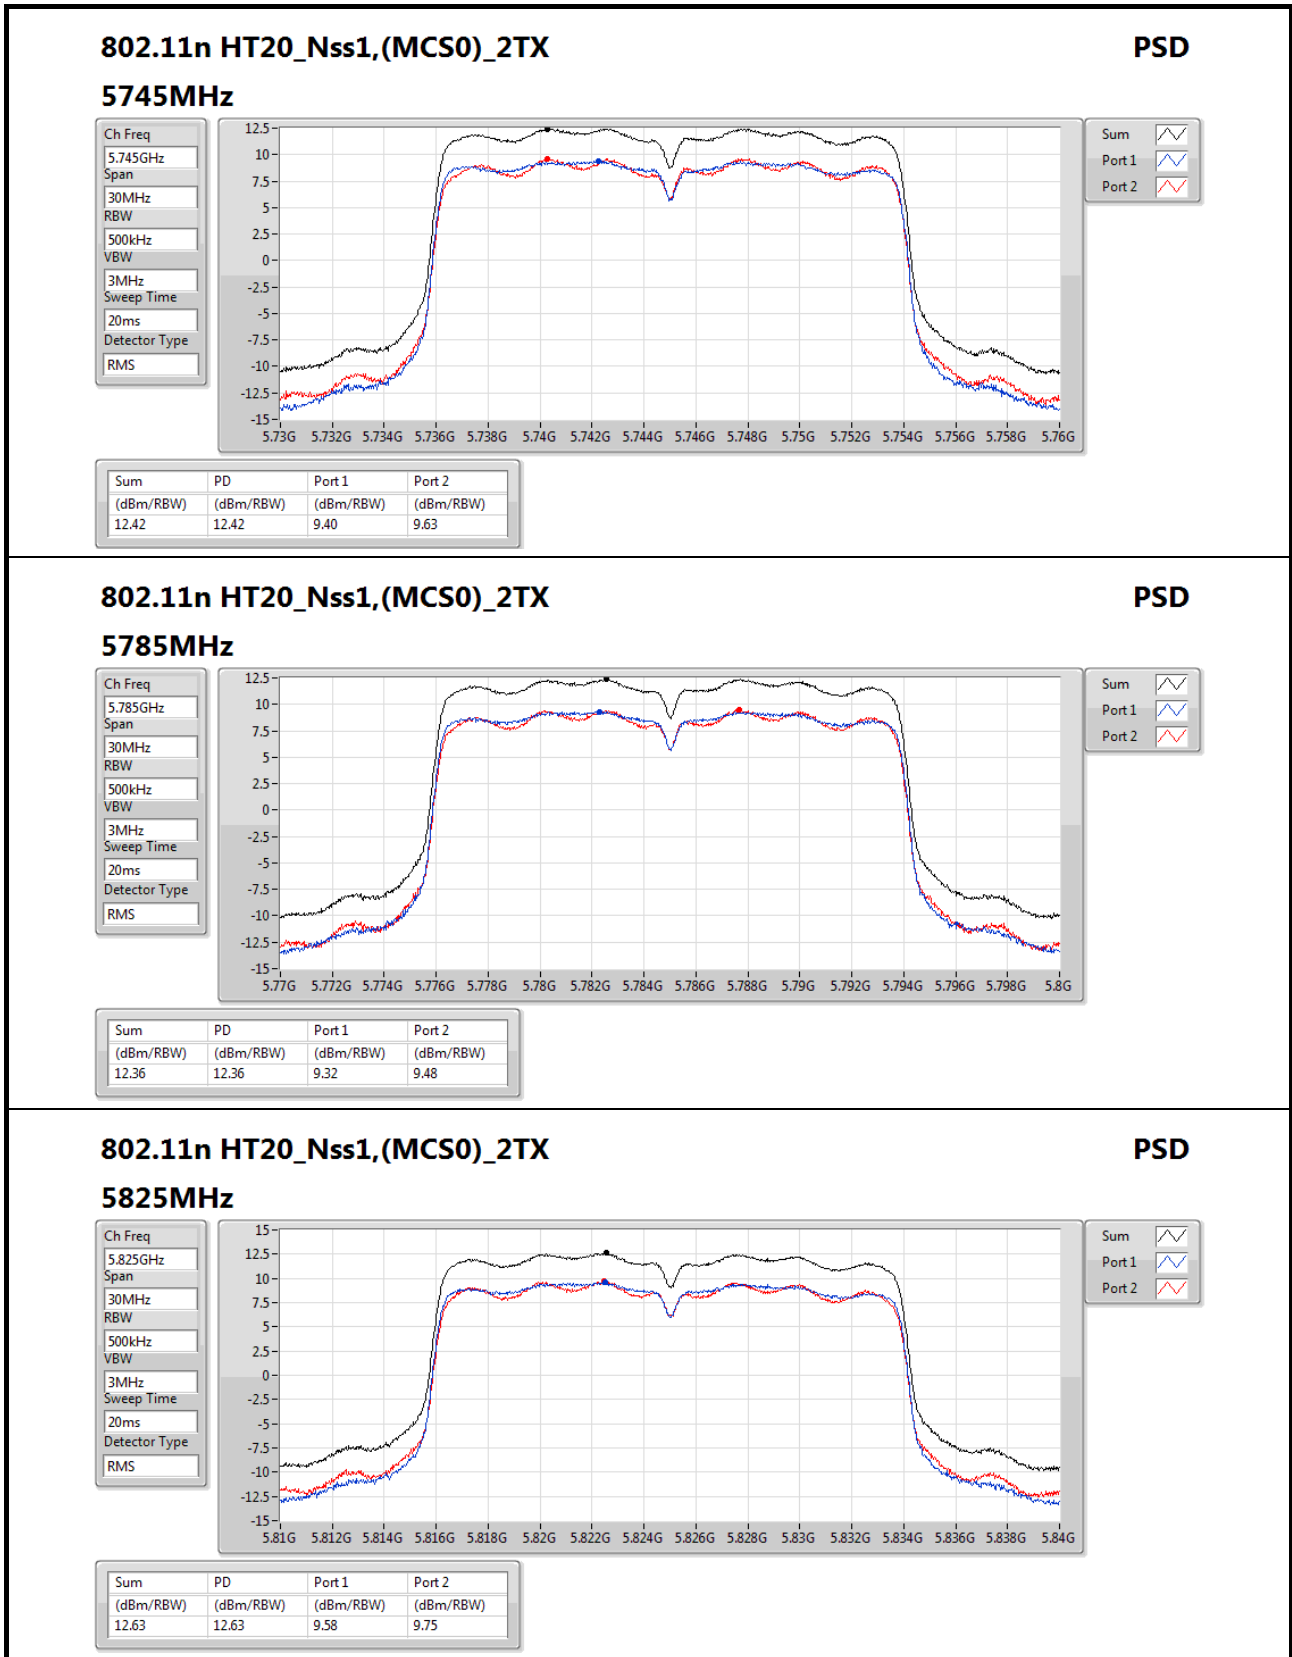 802.11n HT20_Nss1,(MCS0)_2TX PSD
5745MHz
Ch Freq
5.745GHz
Span
30MHz
RBW
500kHz
VBW
3MHz
Sweep Time
20ms
Detector Type
RMS
12.5
10
7.5
5
2.5
0
-2.5
-5
-7.5
-10
-12.5
-15
5.73G 5.732G 5.734G 5.736G 5.738G 5.74G 5.742G 5.744G 5.746G 5.748G 5.75G 5.752G 5.754G 5.756G 5.758G 5.76G
Sum
Port 1
Port 2
Sum PD Port 1 Port 2
(dBm/RBW) (dBm/RBW) (dBm/RBW) (dBm/RBW)
12.42 12.42 9.40 9.63
802.11n HT20_Nss1,(MCS0)_2TX PSD
5785MHz
Ch Freq
5.785GHz
Span
30MHz
RBW
500kHz
VBW
3MHz
Sweep Time
20ms
Detector Type
RMS
12.5
10
7.5
5
2.5
0
-2.5
-5
-7.5
-10
-12.5
-15
5.77G 5.772G 5.774G 5.776G 5.778G 5.78G 5.782G 5.784G 5.786G 5.788G 5.79G 5.792G 5.794G 5.796G 5.798G 5.8G
Sum
Port 1
Port 2
Sum PD Port 1 Port 2
(dBm/RBW) (dBm/RBW) (dBm/RBW) (dBm/RBW)
12.36 12.36 9.32 9.48
802.11n HT20_Nss1,(MCS0)_2TX PSD
5825MHz
Ch Freq
5.825GHz
Span
30MHz
RBW
500kHz
VBW
3MHz
Sweep Time
20ms
Detector Type
RMS
15
12.5
10
7.5
5
2.5
0
-2.5
-5
-7.5
-10
-12.5
-15
5.81G 5.812G 5.814G 5.816G 5.818G 5.82G 5.822G 5.824G 5.826G 5.828G 5.83G 5.832G 5.834G 5.836G 5.838G 5.84G
Sum
Port 1
Port 2
Sum PD Port 1 Port 2
(dBm/RBW) (dBm/RBW) (dBm/RBW) (dBm/RBW)
12.63 12.63 9.58 9.75